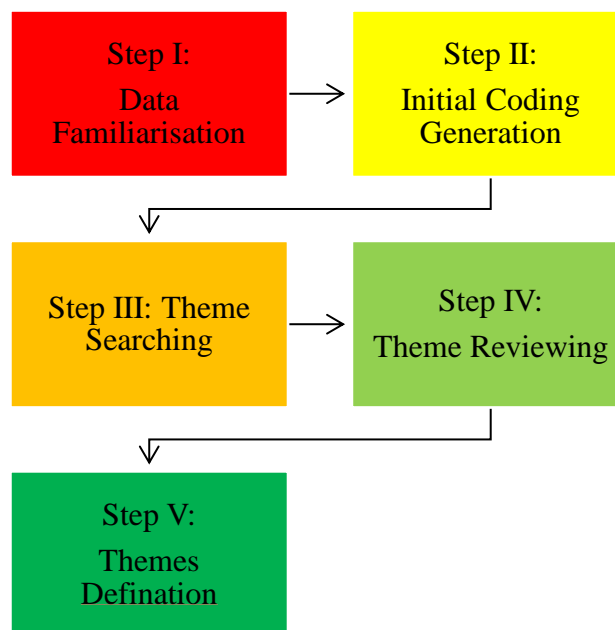 Step I:
Data
Familiarisation
Step II:
Initial Coding
Generation
Step III: Theme
Searching
Step IV:
Theme Reviewing
Step V:
Themes
Defination